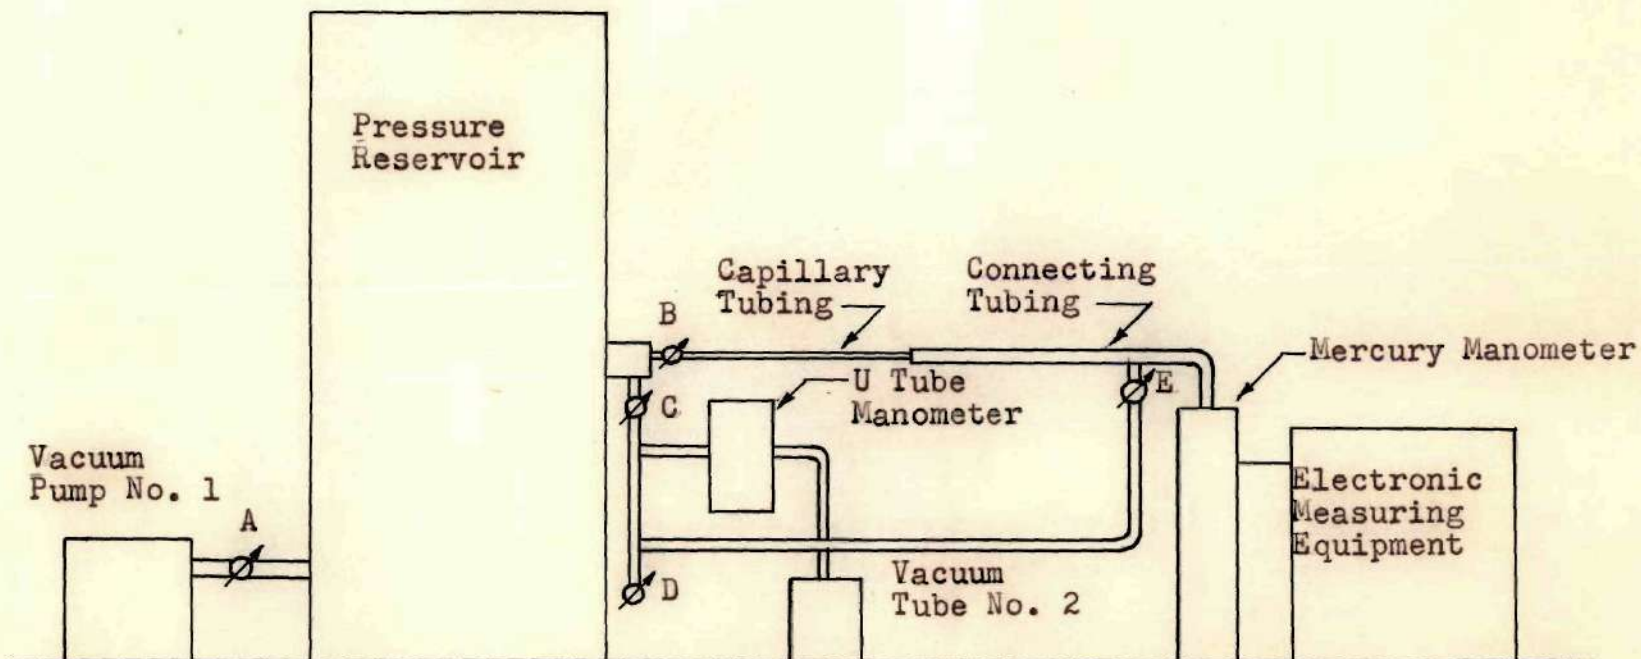 Pressure
Reservoir
Capillary
Tubing
Connecting
Tubing
B
Mercury Manometer
U Tube
Manometer
E
C
Vacuum
Pump No. 1
A
Electronic
Measuring
Equipment
Vacuum
Tube No. 2
D